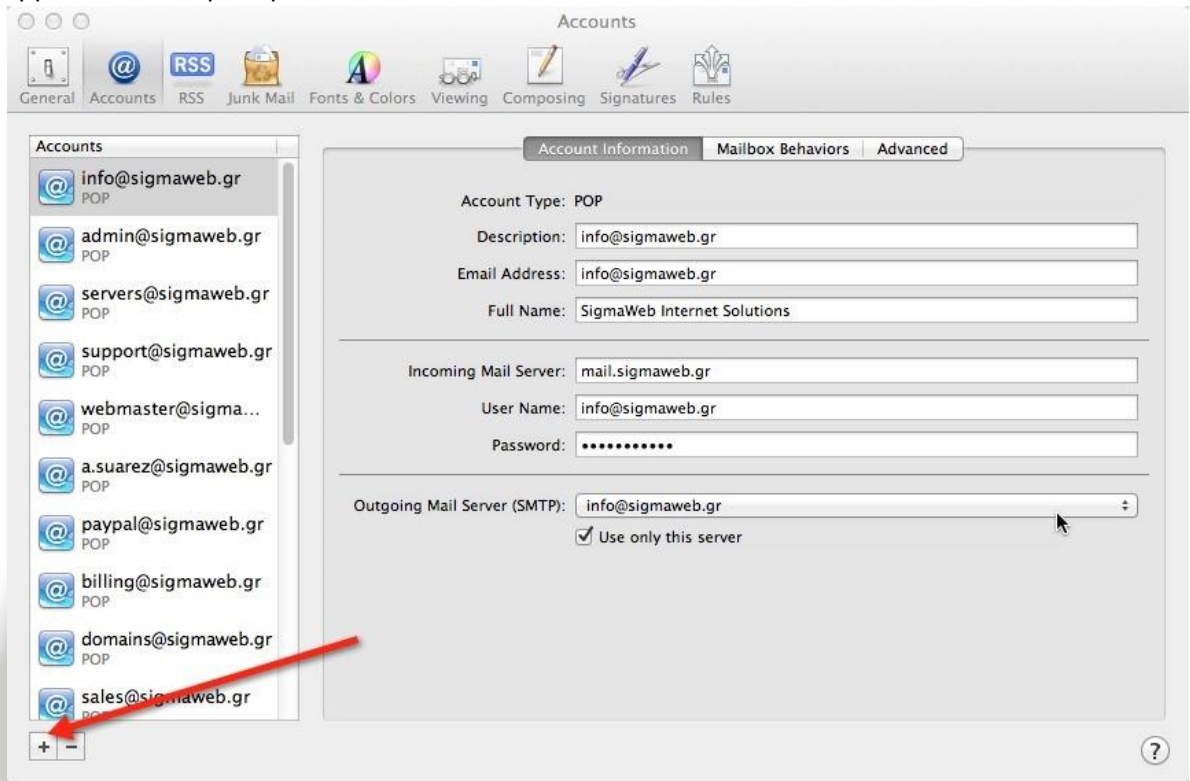 Accounts
General Accounts RSS Junk Mail Fonts & Colors Viewing Composing Signatures Rules
RSS
Accounts
info@sigmaweb.gr
POP
admin@sigmaweb.gr
POP
servers@sigmaweb.gr
POP
support@sigmaweb.gr
POP
webmaster@sigma...
POP
a.suarez@sigmaweb.gr
POP
paypal@sigmaweb.gr
POP
billing@sigmaweb.gr
POP
domains@sigmaweb.gr
POP
sales@sigmaweb.gr
POP
+ −
Account Information Mailbox Behaviors Advanced
Account Type: POP
Description: info@sigmaweb.gr
Email Address: info@sigmaweb.gr
Full Name: SigmaWeb Internet Solutions
Incoming Mail Server: mail.sigmaweb.gr
User Name: info@sigmaweb.gr
Password: •••••••••••
Outgoing Mail Server (SMTP): info@sigmaweb.gr
Use only this server
?